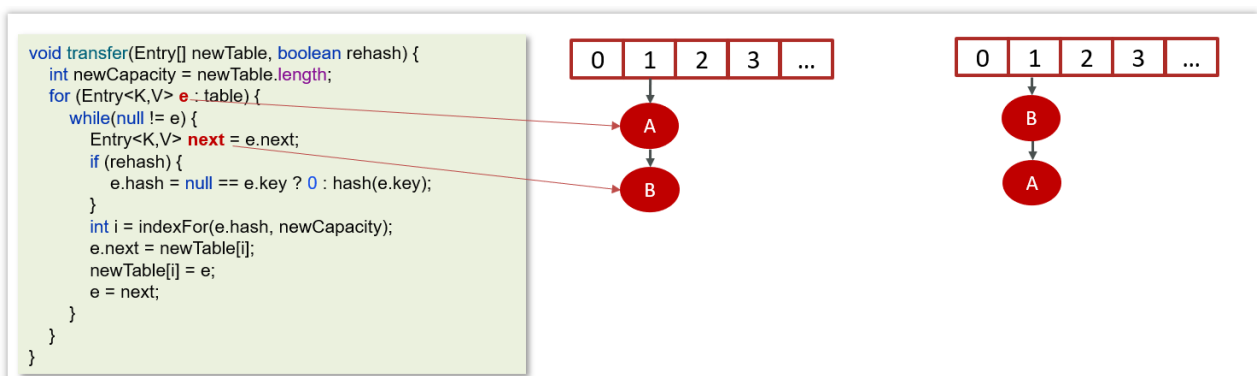 void transfer(Entry[] newTable, boolean rehash) {
int newCapacity = newTable.length;
for (Entry<K,V> e : table) {
while(null != e) {
Entry<K,V> next = e.next;
if (rehash) {
e.hash = null == e.key ? 0 : hash(e.key);
}
int i = indexFor(e.hash, newCapacity);
e.next = newTable[i];
newTable[i] = e;
e = next;
}
}
}
0 1 2 3 ...
A
B
0 1 2 3 ...
B
A